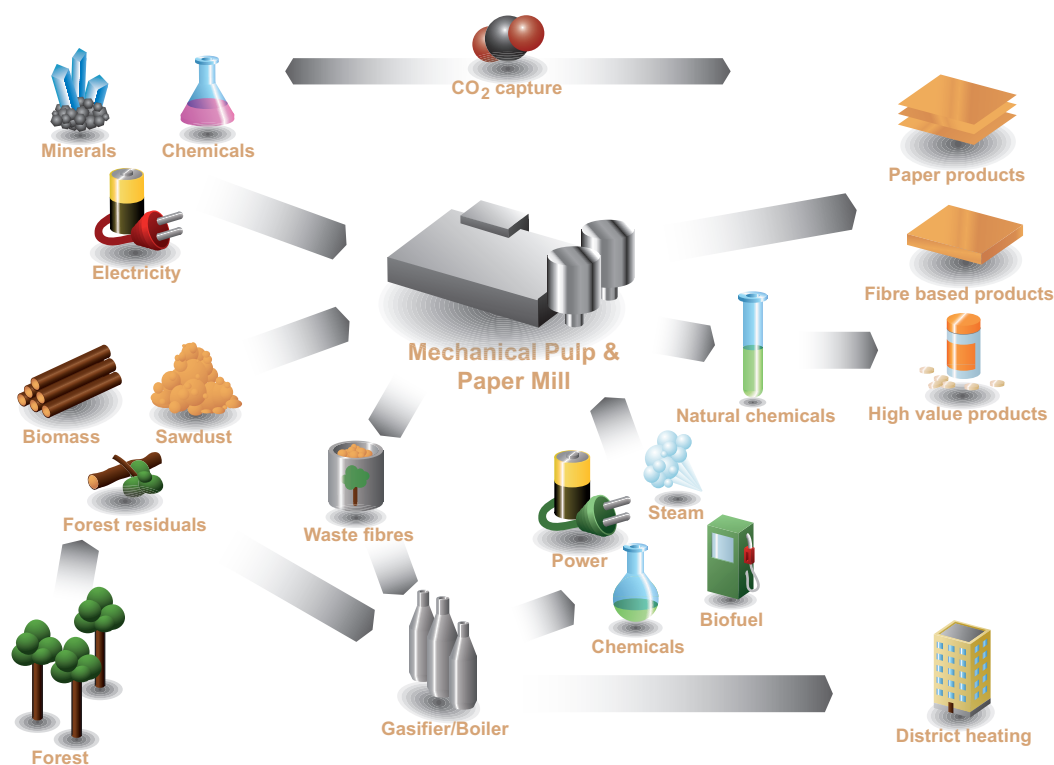 CO2 capture
Minerals
Chemicals
Paper products
Electricity
Fibre based products
Mechanical Pulp &
Paper Mill
Natural chemicals
High value products
Biomass
Sawdust
Forest residuals
Waste fibres
Steam
Power
Biofuel
Chemicals
Gasifier/Boiler
District heating
Forest